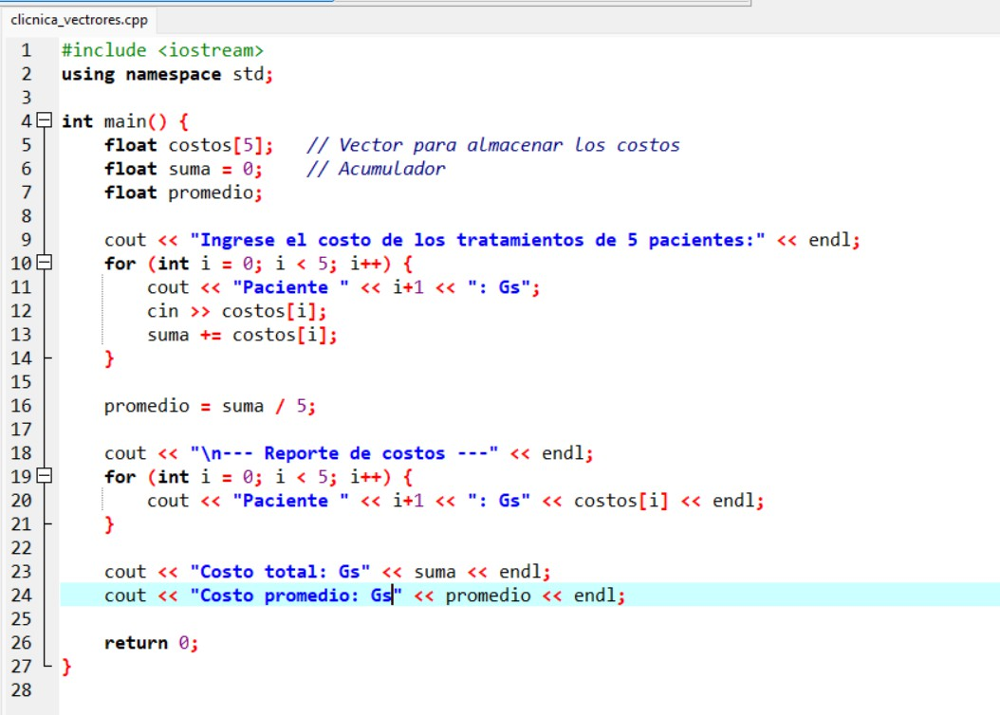 clicnica_vectrores.cpp
1 #include <iostream>
2 using namespace std;
3
4 int main() {
5     float costos[5];   // Vector para almacenar los costos
6     float suma = 0;    // Acumulador
7     float promedio;
8
9     cout << "Ingrese el costo de los tratamientos de 5 pacientes:" << endl;
10     for (int i = 0; i < 5; i++) {
11         cout << "Paciente " << i+1 << ": Gs";
12         cin >> costos[i];
13         suma += costos[i];
14     }
15
16     promedio = suma / 5;
17
18     cout << "\n--- Reporte de costos ---" << endl;
19     for (int i = 0; i < 5; i++) {
20         cout << "Paciente " << i+1 << ": Gs" << costos[i] << endl;
21     }
22
23     cout << "Costo total: Gs" << suma << endl;
24     cout << "Costo promedio: Gs" << promedio << endl;
25
26     return 0;
27 }
28